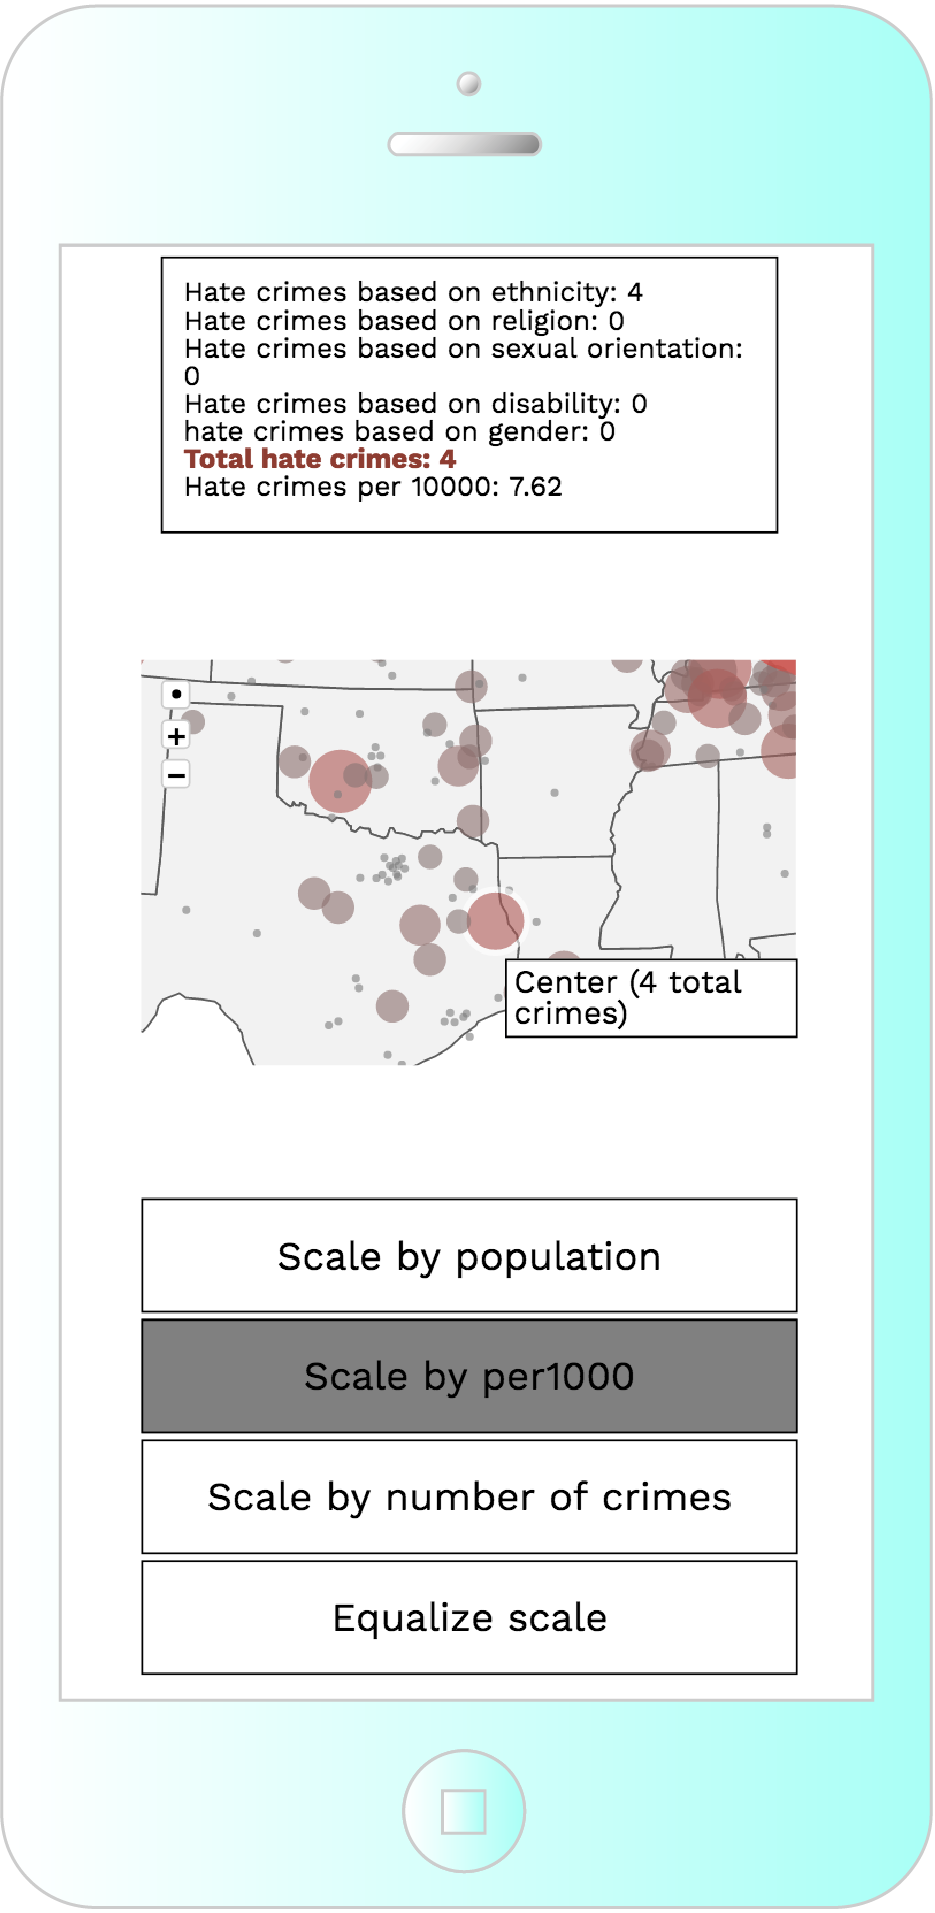 Hate crimes based on ethnicity: 4
Hate crimes based on religion: 0
Hate crimes based on sexual orientation:
0
Hate crimes based on disability: 0
hate crimes based on gender: 0
Total hate crimes: 4
Hate crimes per 10000: 7.62
+
−
Center (4 total
crimes)
Scale by population
Scale by per1000
Scale by number of crimes
Equalize scale